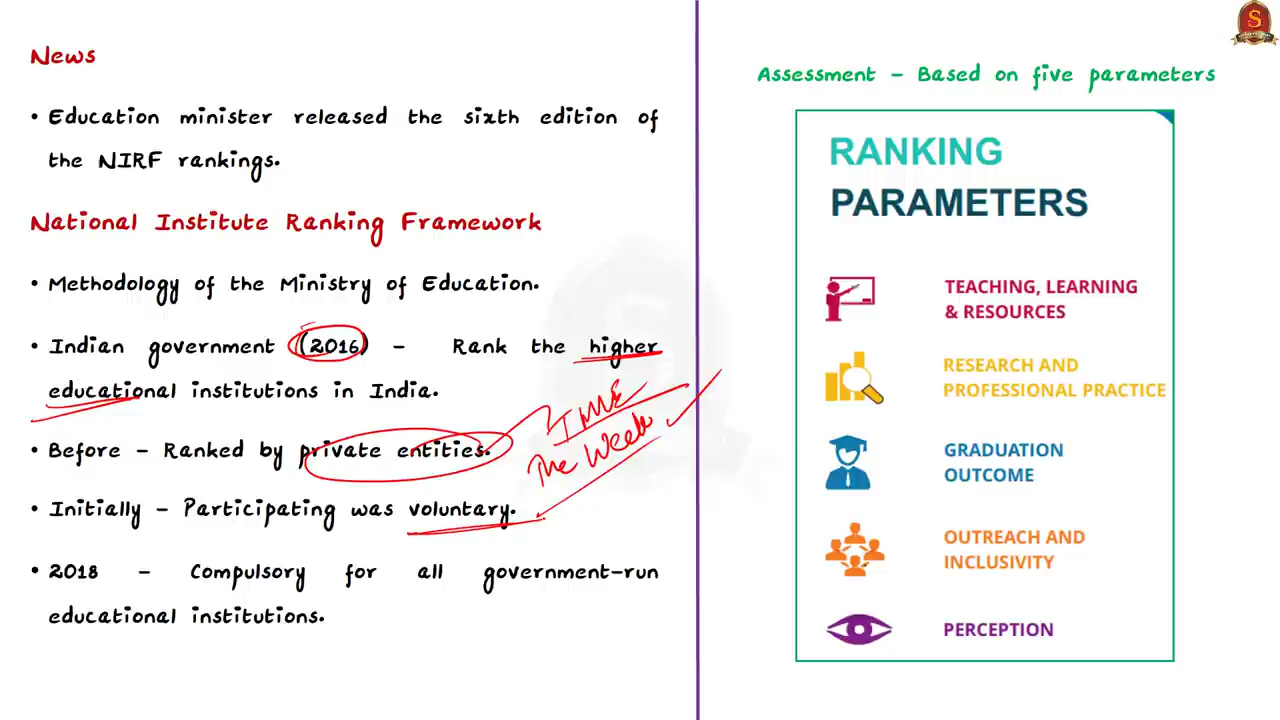 News
• Education minister released the sixth edition of
the NIRF rankings.
National Institute Ranking Framework
• Methodology of the Ministry of Education.
• Indian government (2016) – Rank the higher
educational institutions in India.
• Before – Ranked by private entities.
TIME
The Week
• Initially – Participating was voluntary.
• 2018 – Compulsory for all government-run
educational institutions.
Assessment – Based on five parameters
RANKING
PARAMETERS
TEACHING, LEARNING
& RESOURCES
RESEARCH AND
PROFESSIONAL PRACTICE
GRADUATION
OUTCOME
OUTREACH AND
INCLUSIVITY
PERCEPTION
S